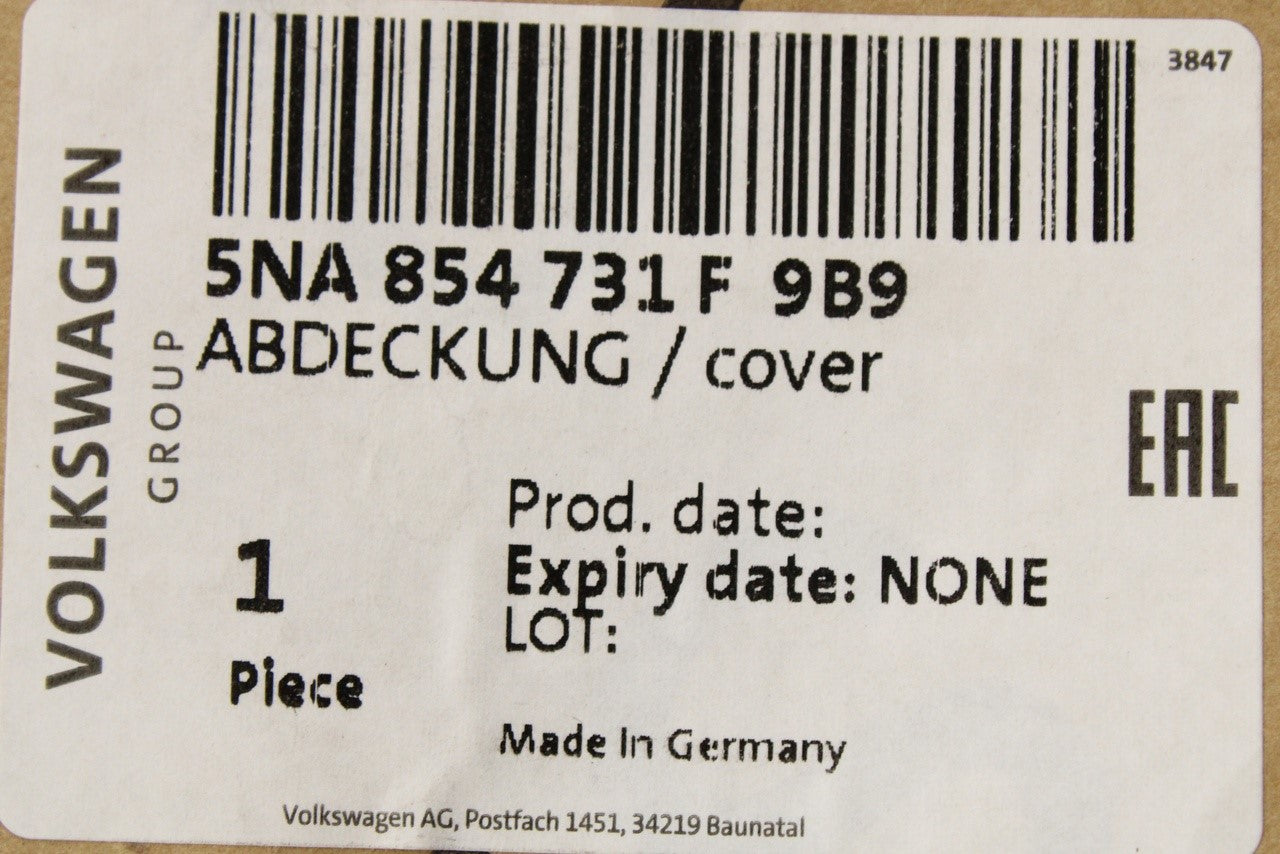 3847
VOLKSWAGEN
GROUP
5NA 854 731 F 9B9
ABDECKUNG / cover
EAC
Prod. date:
Expiry date: NONE
LOT:
1
Piece
Made In Germany
Volkswagen AG, Postfach 1451, 34219 Baunatal